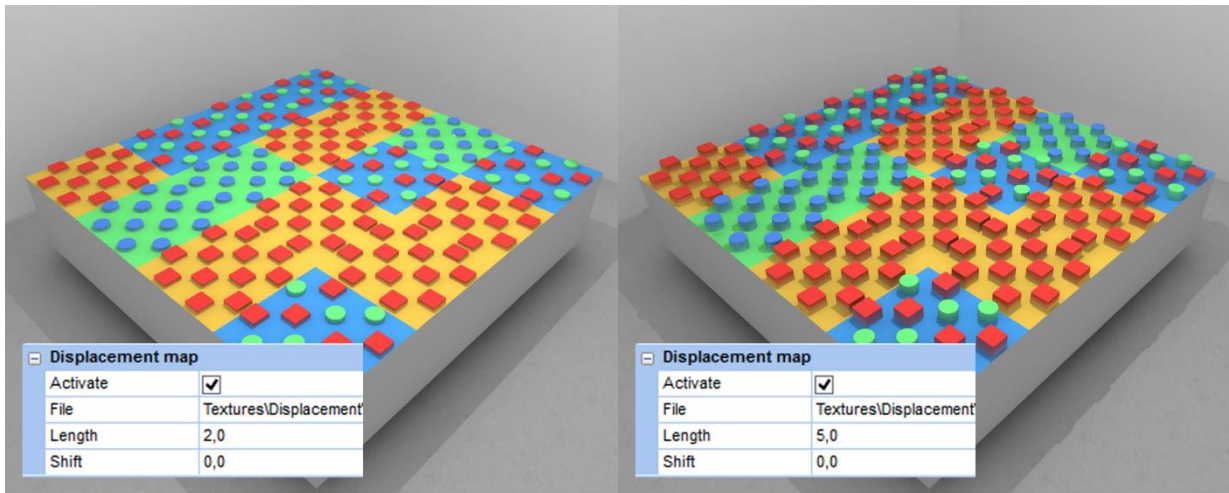 Displacement map
Activate
File Textures\Displacement\
Length 2,0
Shift 0,0
Displacement map
Activate
File Textures\Displacement\
Length 5,0
Shift 0,0